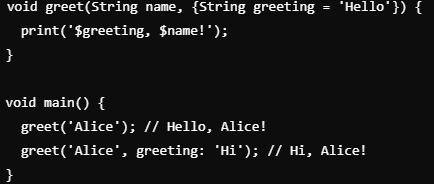 void greet(String name, {String greeting = 'Hello'}) {
  print('$greeting, $name!');
}

void main() {
  greet('Alice'); // Hello, Alice!
  greet('Alice', greeting: 'Hi'); // Hi, Alice!
}